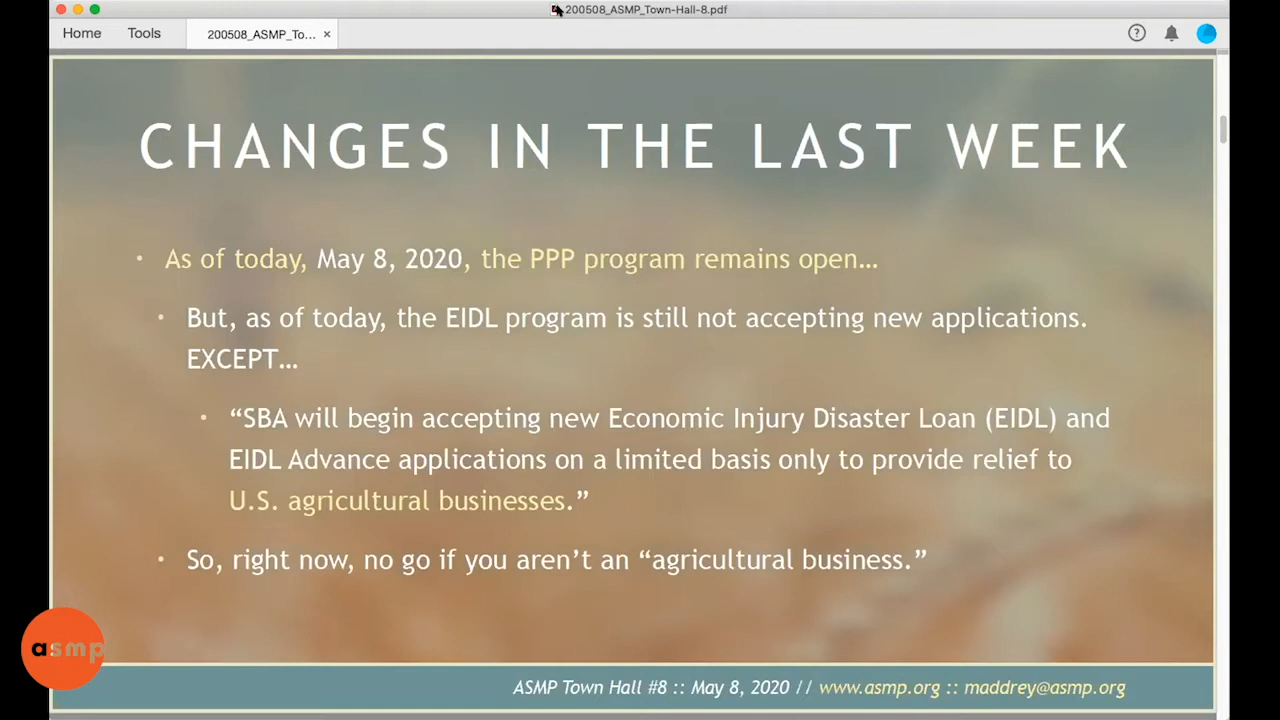 200508_ASMP_Town-Hall-8.pdf
Home Tools 200508_ASMP_To... ×
CHANGES IN THE LAST WEEK
• As of today, May 8, 2020, the PPP program remains open…
• But, as of today, the EIDL program is still not accepting new applications.
EXCEPT…
• “SBA will begin accepting new Economic Injury Disaster Loan (EIDL) and
EIDL Advance applications on a limited basis only to provide relief to
U.S. agricultural businesses.”
• So, right now, no go if you aren’t an “agricultural business.”
asmp
ASMP Town Hall #8 :: May 8, 2020 // www.asmp.org :: maddrey@asmp.org